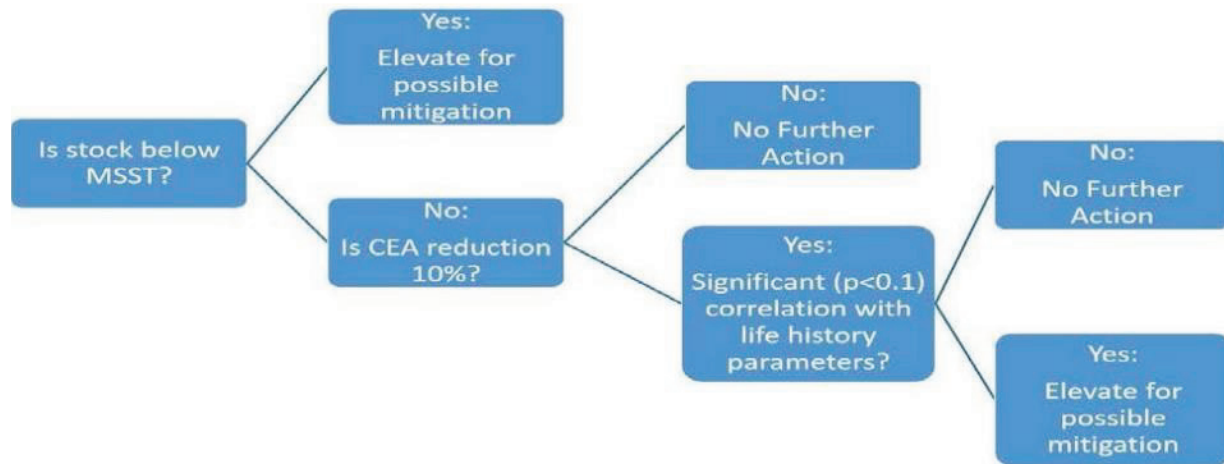 Is stock below
MSST?
Yes:
Elevate for
possible
mitigation
No:
Is CEA reduction
10%?
No:
No Further
Action
Yes:
Significant (p<0.1)
correlation with
life history
parameters?
No:
No Further
Action
Yes:
Elevate for
possible
mitigation